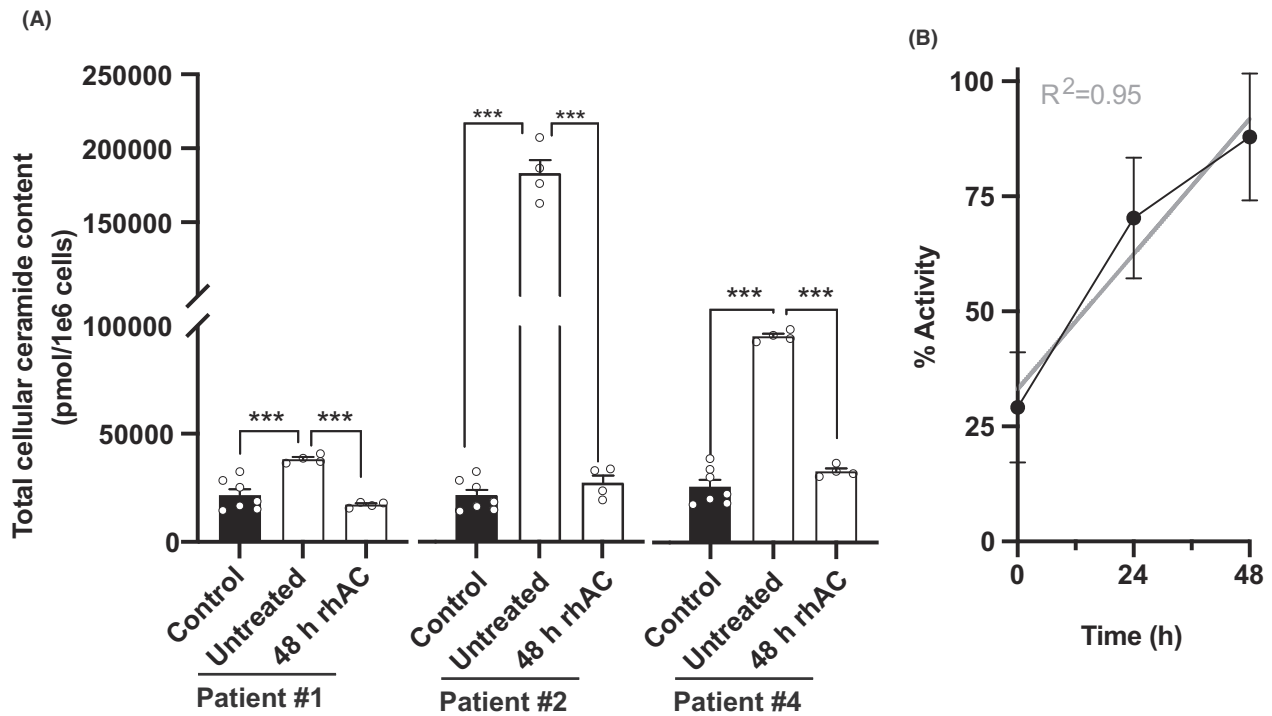 (A)
Total cellular ceramide content
(pmol/1e6 cells)
250000
200000
150000
100000
50000
0
*** ***
*** ***
*** ***
Control
Untreated
48 h rhAC
Patient #1
Control
Untreated
48 h rhAC
Patient #2
Control
Untreated
48 h rhAC
Patient #4
(B)
% Activity
100
75
50
25
0
R²=0.95
0 24 48
Time (h)